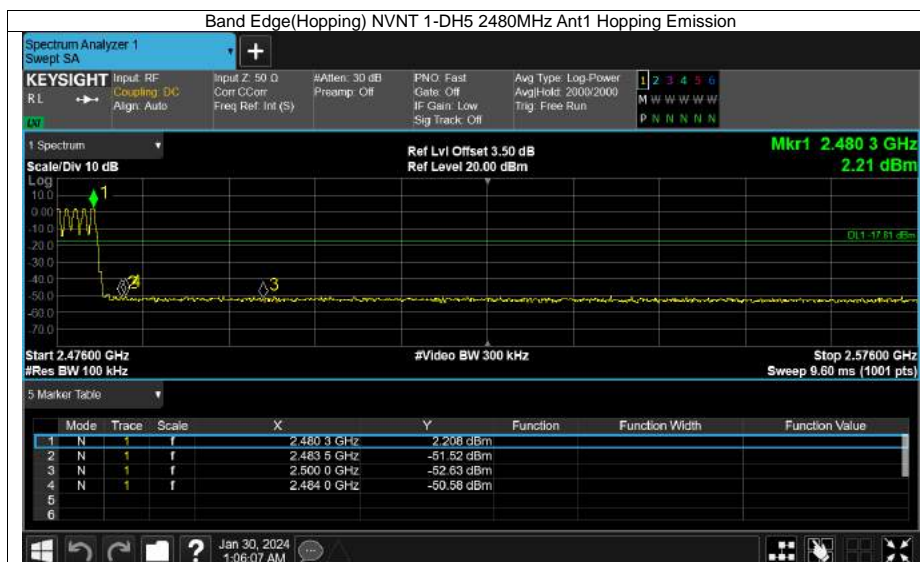 Band Edge(Hopping) NVNT 1-DH5 2480MHz Ant1 Hopping Emission
Spectrum Analyzer 1
Swept SA
+
KEYSIGHT
RL
Input: RF
Coupling: DC
Align: Auto
Input Z: 50 Ω
Corr CCorr
Freq Ref: Int (S)
#Atten: 30 dB
Preamp: Off
PNO: Fast
Gate: Off
IF Gain: Low
Sig Track: Off
Avg Type: Log-Power
Avg|Hold: 2000/2000
Trig: Free Run
1 2 3 4 5 6
M W W W W W
P N N N N N
1 Spectrum
Scale/Div 10 dB
Ref Lvl Offset 3.50 dB
Ref Level 20.00 dBm
Mkr1 2.480 3 GHz
2.21 dBm
Log
10.0
0.00
-10.0
-20.0
-30.0
-40.0
-50.0
-60.0
-70.0
1
2
4
3
DL1 -17.81 dBm
Start 2.47600 GHz
#Res BW 100 kHz
#Video BW 300 kHz
Stop 2.57600 GHz
Sweep 9.60 ms (1001 pts)
5 Marker Table
Mode Trace Scale X Y Function Function Width Function Value
1 N 1 f 2.480 3 GHz 2.208 dBm
2 N 1 f 2.483 5 GHz -51.52 dBm
3 N 1 f 2.500 0 GHz -52.63 dBm
4 N 1 f 2.484 0 GHz -50.58 dBm
5
6
?
Jan 30, 2024
1:06:07 AM